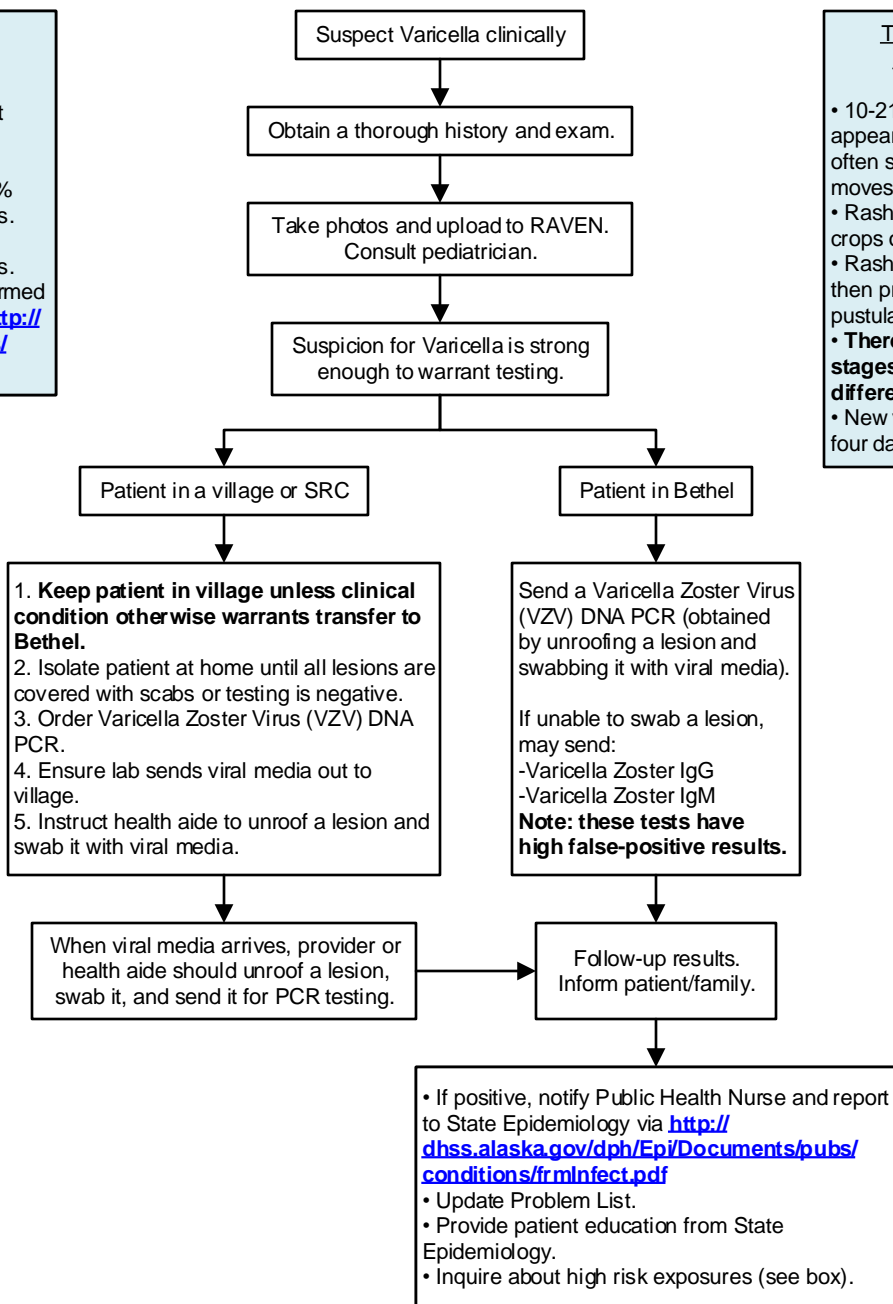 t
%
s.
s.
rmed
tp://
/
Suspect Varicella clinically
Obtain a thorough history and exam.
Take photos and upload to RAVEN.
Consult pediatrician.
Suspicion for Varicella is strong
enough to warrant testing.
Patient in a village or SRC
1. Keep patient in village unless clinical
condition otherwise warrants transfer to
Bethel.
2. Isolate patient at home until all lesions are
covered with scabs or testing is negative.
3. Order Varicella Zoster Virus (VZV) DNA
PCR.
4. Ensure lab sends viral media out to
village.
5. Instruct health aide to unroof a lesion and
swab it with viral media.
When viral media arrives, provider or
health aide should unroof a lesion,
swab it, and send it for PCR testing.
Patient in Bethel
Send a Varicella Zoster Virus
(VZV) DNA PCR (obtained
by unroofing a lesion and
swabbing it with viral media).
If unable to swab a lesion,
may send:
-Varicella Zoster IgG
-Varicella Zoster IgM
Note: these tests have
high false-positive results.
Follow-up results.
Inform patient/family.
• If positive, notify Public Health Nurse and report
to State Epidemiology via http://
dhss.alaska.gov/dph/Epi/Documents/pubs/
conditions/frmInfect.pdf
• Update Problem List.
• Provide patient education from State
Epidemiology.
• Inquire about high risk exposures (see box).
T
• 10-21
appear
often s
moves
• Rash
crops o
• Rash
then pr
pustula
• There
stages
differe
• New
four da